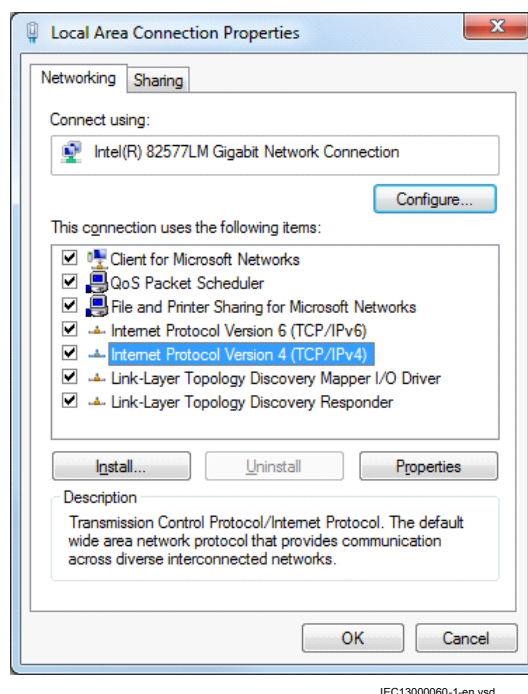 Local Area Connection Properties
Networking
Sharing
Connect using:
Intel(R) 82577LM Gigabit Network Connection
Configure...
This connection uses the following items:
Client for Microsoft Networks
QoS Packet Scheduler
File and Printer Sharing for Microsoft Networks
Internet Protocol Version 6 (TCP/IPv6)
Internet Protocol Version 4 (TCP/IPv4)
Link-Layer Topology Discovery Mapper I/O Driver
Link-Layer Topology Discovery Responder
Install...
Uninstall
Properties
Description
Transmission Control Protocol/Internet Protocol. The default
wide area network protocol that provides communication
across diverse interconnected networks.
OK
Cancel
IEC13000060-1-en.vsd